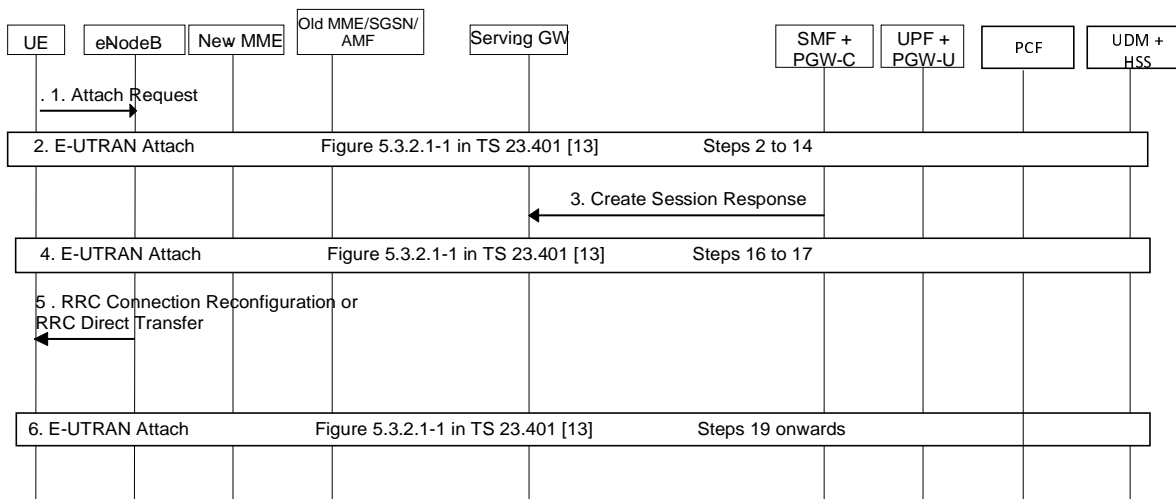 UE
eNodeB
New MME
Old MME/SGSN/
AMF
Serving GW
SMF +
PGW-C
UPF +
PGW-U
PCF
UDM +
HSS
. 1. Attach Request
2. E-UTRAN Attach Figure 5.3.2.1-1 in TS 23.401 [13] Steps 2 to 14
3. Create Session Response
4. E-UTRAN Attach Figure 5.3.2.1-1 in TS 23.401 [13] Steps 16 to 17
5 . RRC Connection Reconfiguration or
RRC Direct Transfer
6. E-UTRAN Attach Figure 5.3.2.1-1 in TS 23.401 [13] Steps 19 onwards